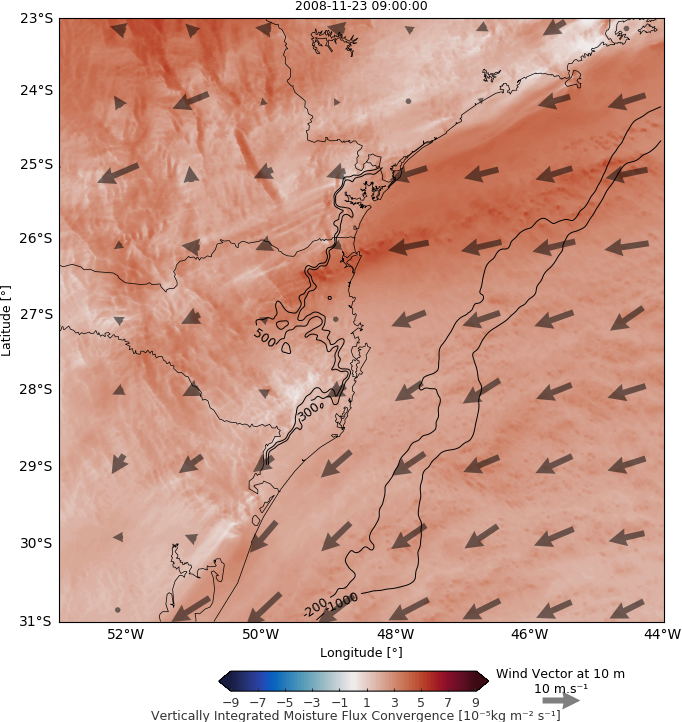 2008-11-23 09:00:00
23°S
24°S
25°S
26°S
27°S
28°S
29°S
30°S
31°S
Latitude [°]
500
300
-200
-1000
52°W 50°W 48°W 46°W 44°W
Longitude [°]
−9 −7 −5 −3 −1 1 3 5 7 9
Vertically Integrated Moisture Flux Convergence [10⁻⁵kg m⁻² s⁻¹]
Wind Vector at 10 m
10 m.s⁻¹